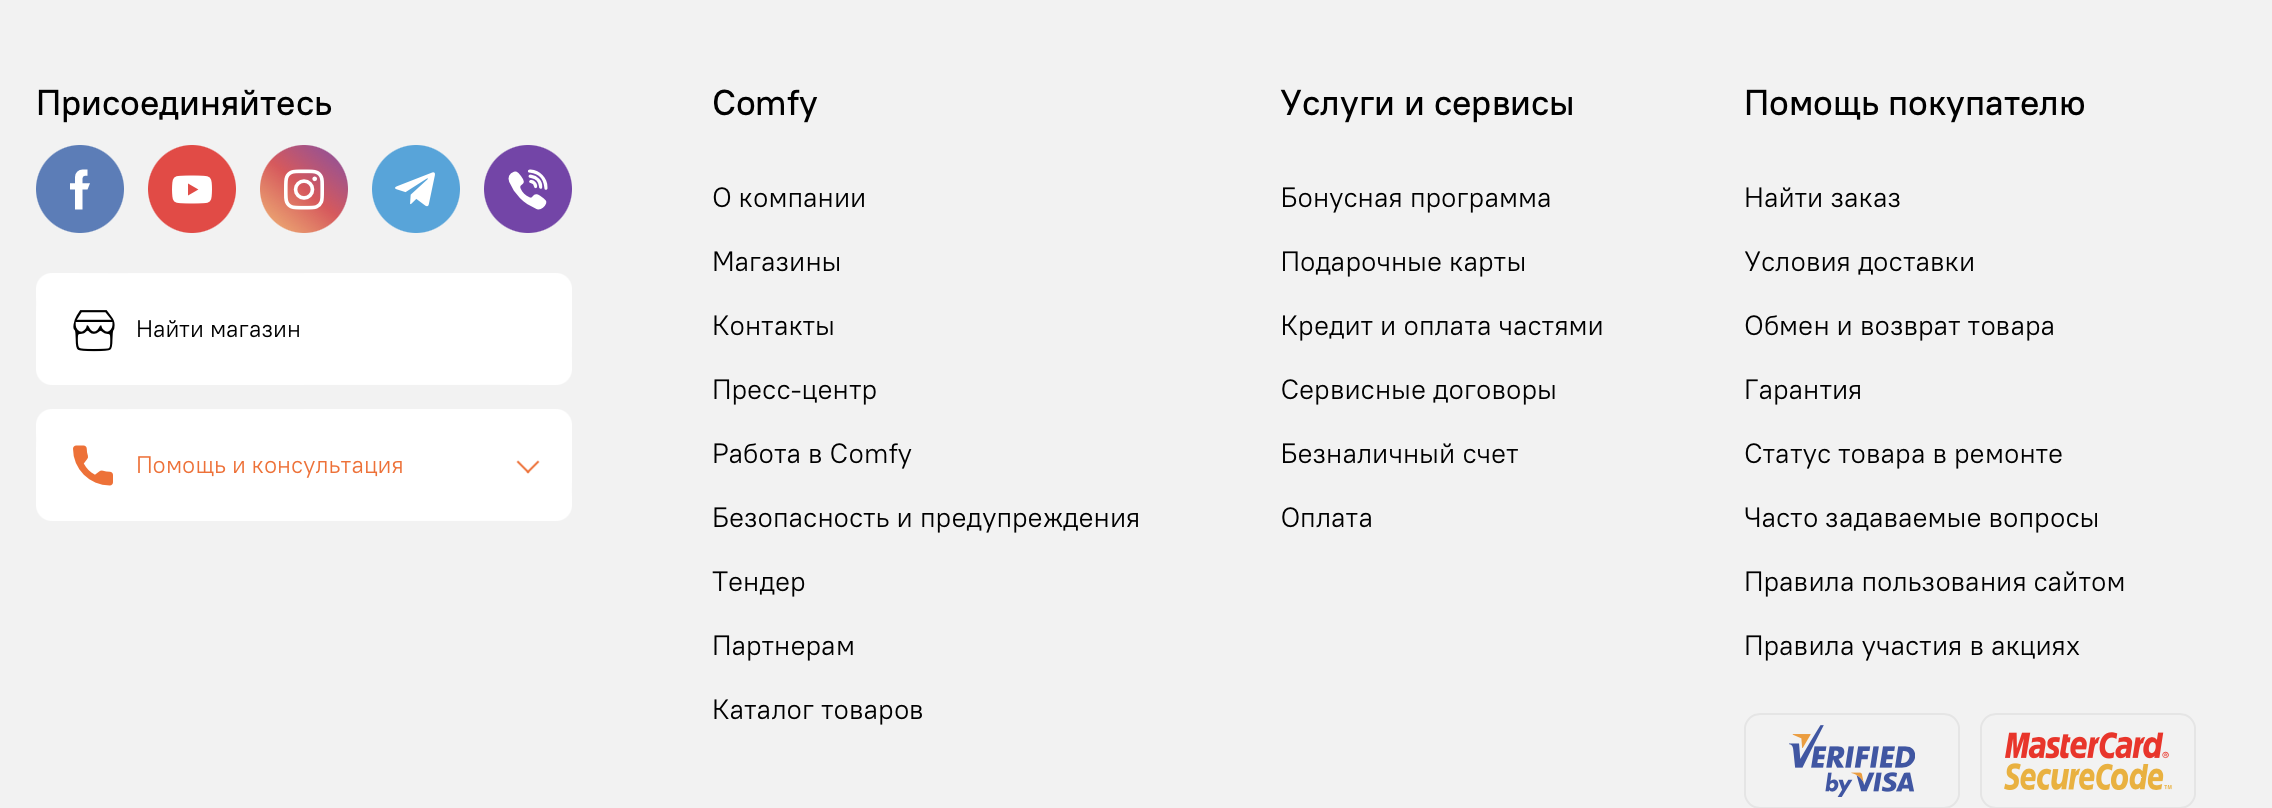 Присоединяйтесь
Найти магазин
Помощь и консультация
Comfy
О компании
Магазины
Контакты
Пресс-центр
Работа в Comfy
Безопасность и предупреждения
Тендер
Партнерам
Каталог товаров
Услуги и сервисы
Бонусная программа
Подарочные карты
Кредит и оплата частями
Сервисные договоры
Безналичный счет
Оплата
Помощь покупателю
Найти заказ
Условия доставки
Обмен и возврат товара
Гарантия
Статус товара в ремонте
Часто задаваемые вопросы
Правила пользования сайтом
Правила участия в акциях
VERIFIED
by VISA
MasterCard®
SecureCode™